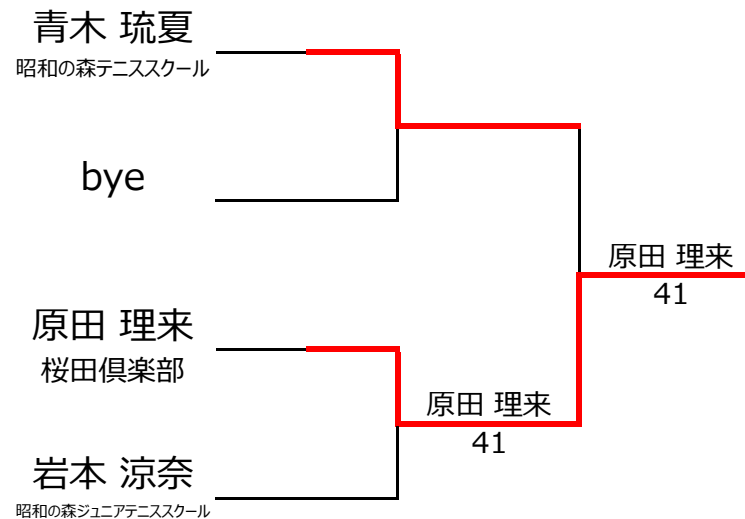 青木 琉夏
昭和の森テニススクール
bye
原田 理来
41
原田 理来
桜田倶楽部
原田 理来
41
岩本 涼奈
昭和の森ジュニアテニススクール